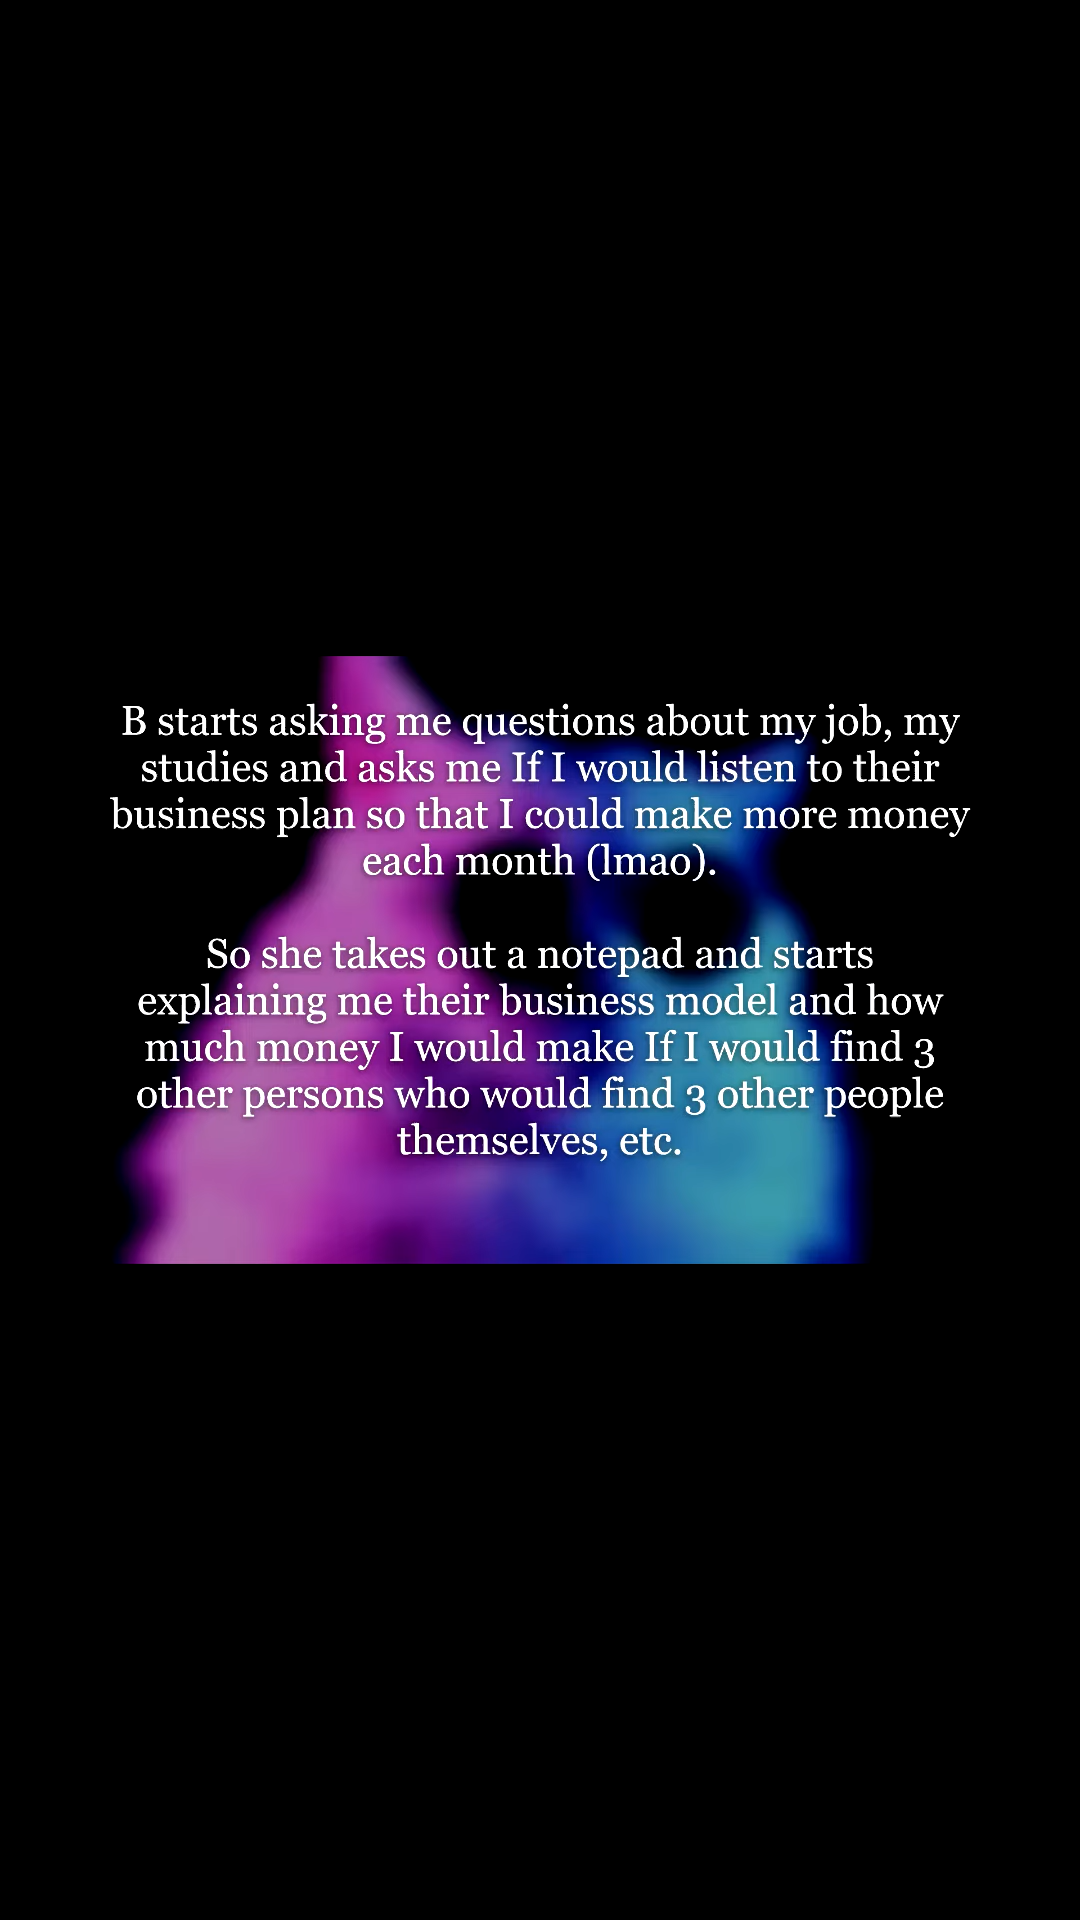 B starts asking me questions about my job, my
studies and asks me If I would listen to their
business plan so that I could make more money
each month (lmao).
So she takes out a notepad and starts
explaining me their business model and how
much money I would make If I would find 3
other persons who would find 3 other people
themselves, etc.